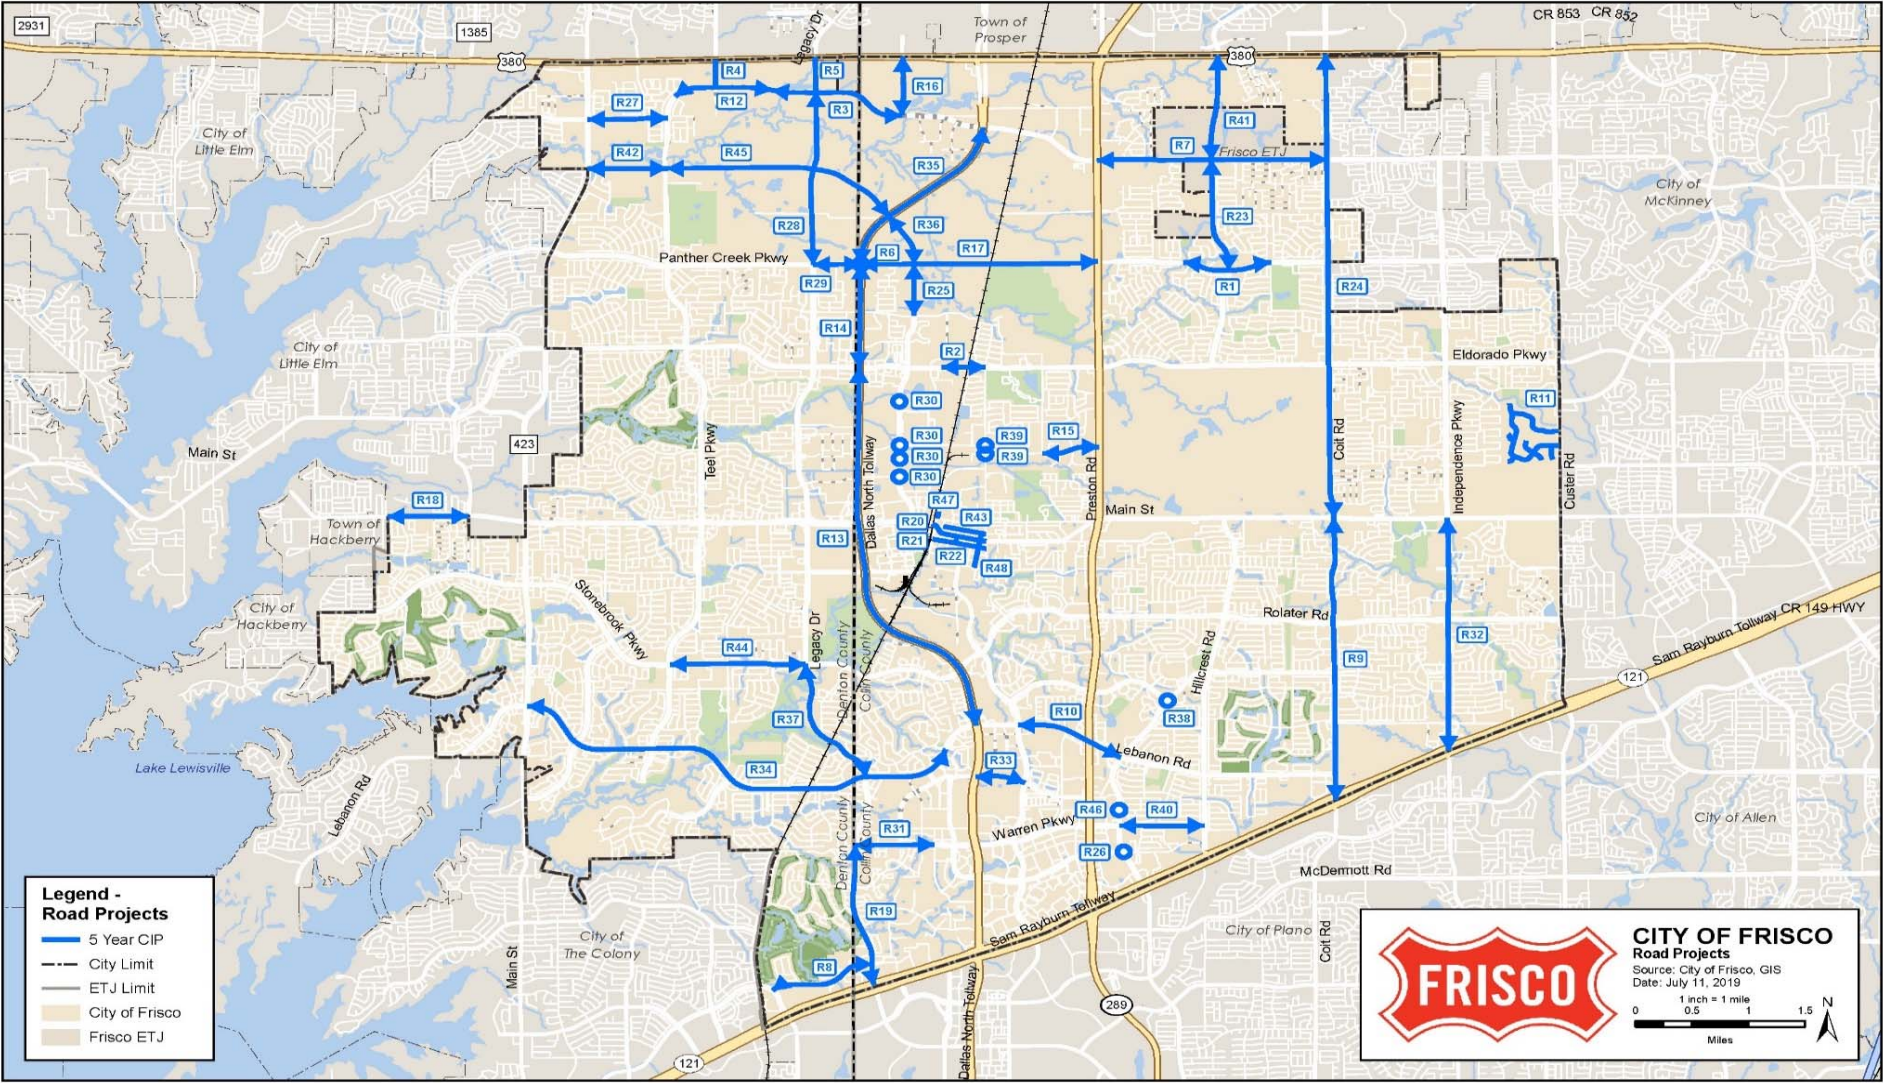 2931
1385
Legacy Dr
Town of
Prosper
CR 853
CR 852
380
380
R4
R5
R12
R3
R16
R27
R41
City of
Little Elm
R42
R45
R35
R7
Frisco ETJ
City of
McKinney
R28
R36
R23
Panther Creek Pkwy
R6
R17
R29
R25
R1
R24
R14
City of
Little Elm
R2
Eldorado Pkwy
R30
R11
Main St
423
Teel Pkwy
Dallas North Tollway
R30
R30
R30
R39
R39
R15
Preston Rd
Coit Rd
Independence Pkwy
Custer Rd
R18
R47
Main St
Town of
Hackberry
R13
R20
R21
R43
R22
R48
City of
Hackberry
Stonebrook Pkwy
Rolater Rd
CR 149 HWY
Sam Rayburn Tollway
R44
Legacy Dr
Denton County
Collin County
Hillcrest Rd
R9
R32
121
R37
R10
R38
Lebanon Rd
Lake Lewisville
R34
R33
Lebanon Rd
R46
R40
R31
Warren Pkwy
City of Allen
Denton County
Collin County
R26
McDermott Rd
R19
Sam Rayburn Tollway
City of Plano
Coit Rd
City of
The Colony
Main St
R8
Dallas North Tollway
289
121
Legend -
Road Projects
5 Year CIP
City Limit
ETJ Limit
City of Frisco
Frisco ETJ
FRISCO
CITY OF FRISCO
Road Projects
Source: City of Frisco, GIS
Date: July 11, 2019
1 inch = 1 mile
0 0.5 1 1.5
Miles
N